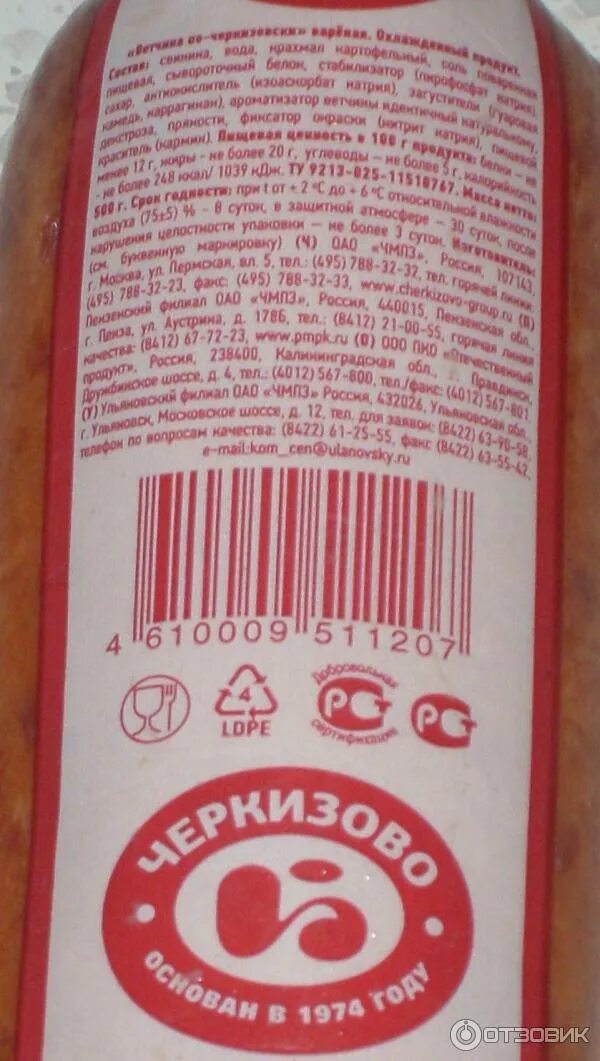 «Ветчина по-черкизовски» варёная. Охлажденный продукт.
Состав: свинина, вода, крахмал картофельный, соль поваренная
пищевая, сывороточный белок, стабилизатор (пирофосфат натрия),
сахар, антиокислитель (изоаскорбат натрия), загустители (гуаровая
камедь, каррагинан), ароматизатор ветчины идентичный натуральному,
декстроза, пряности, фиксатор окраски (нитрит натрия), пищевой
краситель (кармин). Пищевая ценность в 100 г продукта: белки – не
менее 12 г, жиры - не более 20 г, углеводы – не более 5 г, калорийность
- не более 248 ккал/ 1039 кДж. ТУ 9213-025-11510767. Масса нетто:
500 г. Срок годности: при t от + 2 °C до + 6 °C относительной влажности
воздуха (75±5) % - 8 суток, в защитной атмосфере – 30 суток, после
нарушения целостности упаковки – не более 3 суток. Изготовитель:
(см. буквенную маркировку) (Ч) ОАО «ЧМПЗ», Россия, 107143,
г. Москва, ул. Пермская, вл. 5, тел.: (495) 788-32-32, тел. горячей линии:
(495) 788-32-23, факс: (495) 788-32-33, www.cherkizovo-group.ru (П)
Пензенский филиал ОАО «ЧМПЗ», Россия, 440015, Пензенская обл.,
г. Пенза, ул. Аустрина, д. 178Б, тел.: (8412) 21-00-55, горячая линия
качества: (8412) 67-72-23, www.pmpk.ru (О) ООО ПКО «Отечественный
продукт», Россия, 238400, Калининградская обл., .. Правдинск,
Дружбинское шоссе, д. 4, тел.: (4012) 567-800, тел./факс: (4012) 567-801
(У) Ульяновский филиал ОАО «ЧМПЗ» Россия, 432026, Ульяновская обл.,
г. Ульяновск, Московское шоссе, д. 12, тел. для заявок: (8422) 63-90-58,
телефон по вопросам качества: (8422) 61-25-55, факс (8422) 63-55-42,
e-mail:kom_cen@ulanovsky.ru
4 610009 511207
Добровольная
4
LDPE
РСТ
РСТ
сертификация
ЧЕРКИЗОВО
ОСНОВАН В 1974 ГОДУ
ОТЗОВИК